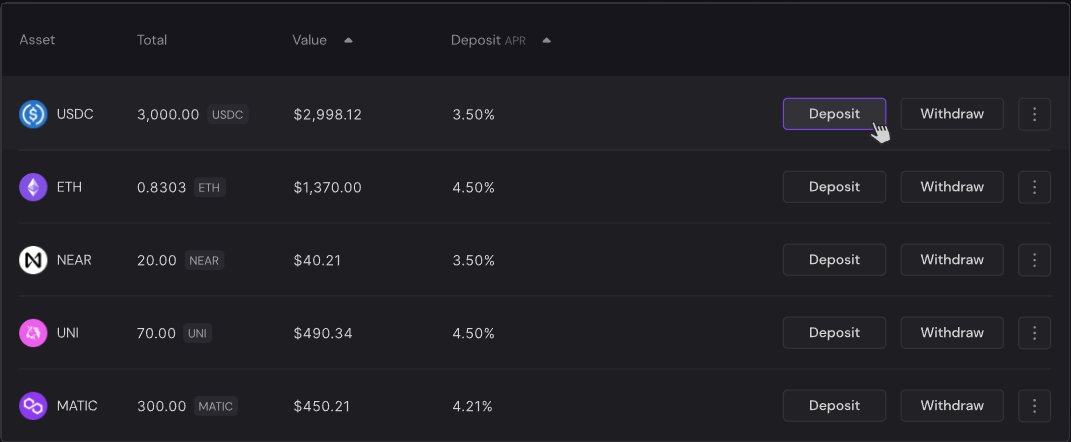 Asset Total Value Deposit APR
USDC 3,000.00 USDC $2,998.12 3.50% Deposit Withdraw
ETH 0.8303 ETH $1,370.00 4.50% Deposit Withdraw
NEAR 20.00 NEAR $40.21 3.50% Deposit Withdraw
UNI 70.00 UNI $490.34 4.50% Deposit Withdraw
MATIC 300.00 MATIC $450.21 4.21% Deposit Withdraw